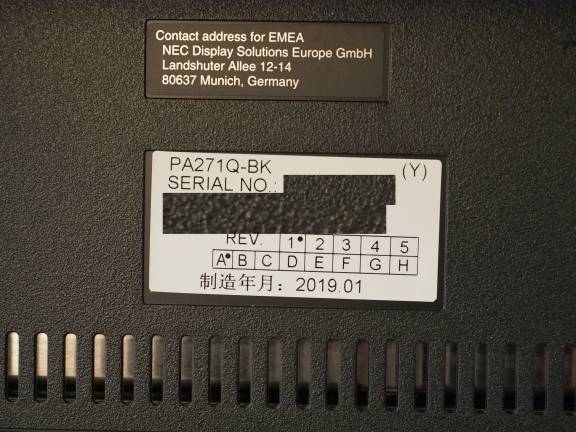 Contact address for EMEA
NEC Display Solutions Europe GmbH
Landshuter Allee 12-14
80637 Munich, Germany
PA271Q-BK (Y)
SERIAL NO.:
REV. 1• 2 3 4 5
A• B C D E F G H
制造年月：2019.01